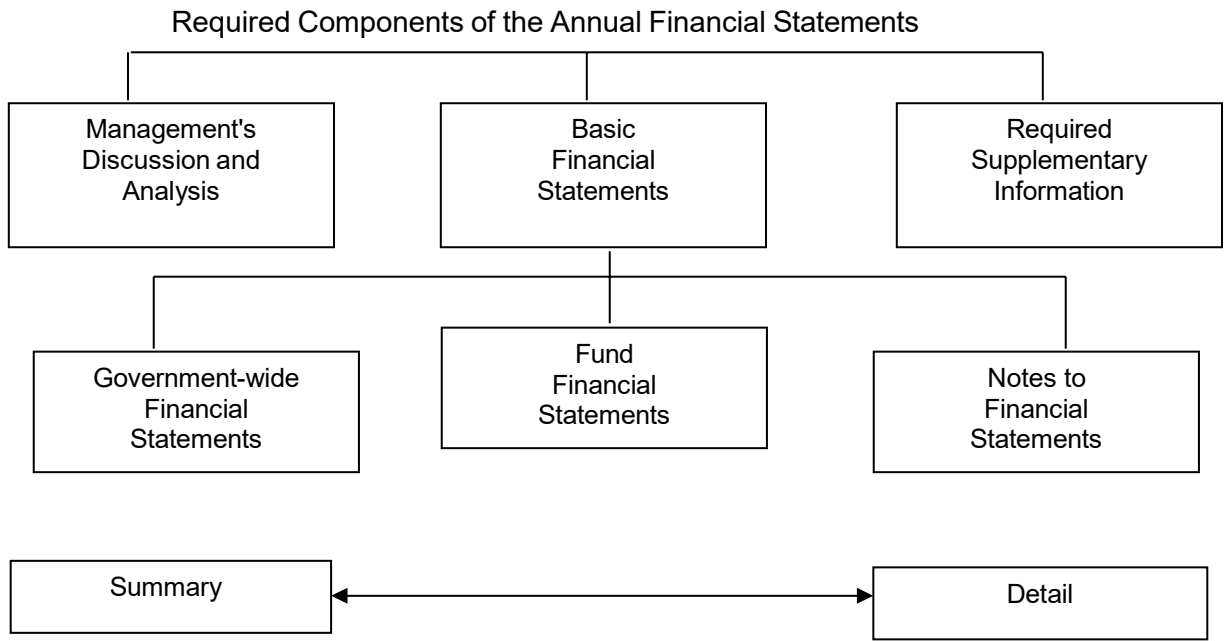 Required Components of the Annual Financial Statements
Management's
Discussion and
Analysis
Basic
Financial
Statements
Required
Supplementary
Information
Government-wide
Financial
Statements
Fund
Financial
Statements
Notes to
Financial
Statements
Summary
Detail